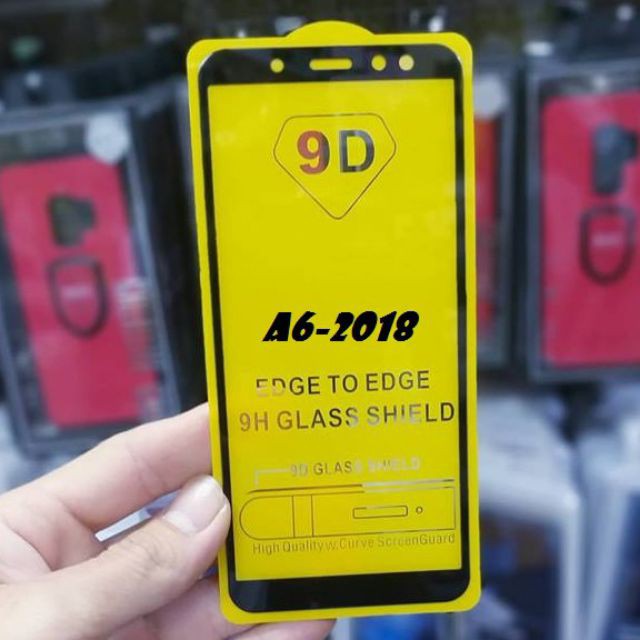 9D
A6-2018
EDGE TO EDGE
9H GLASS SHIELD
9D GLASS SHIELD
High Quality w. Curve ScreenGuard